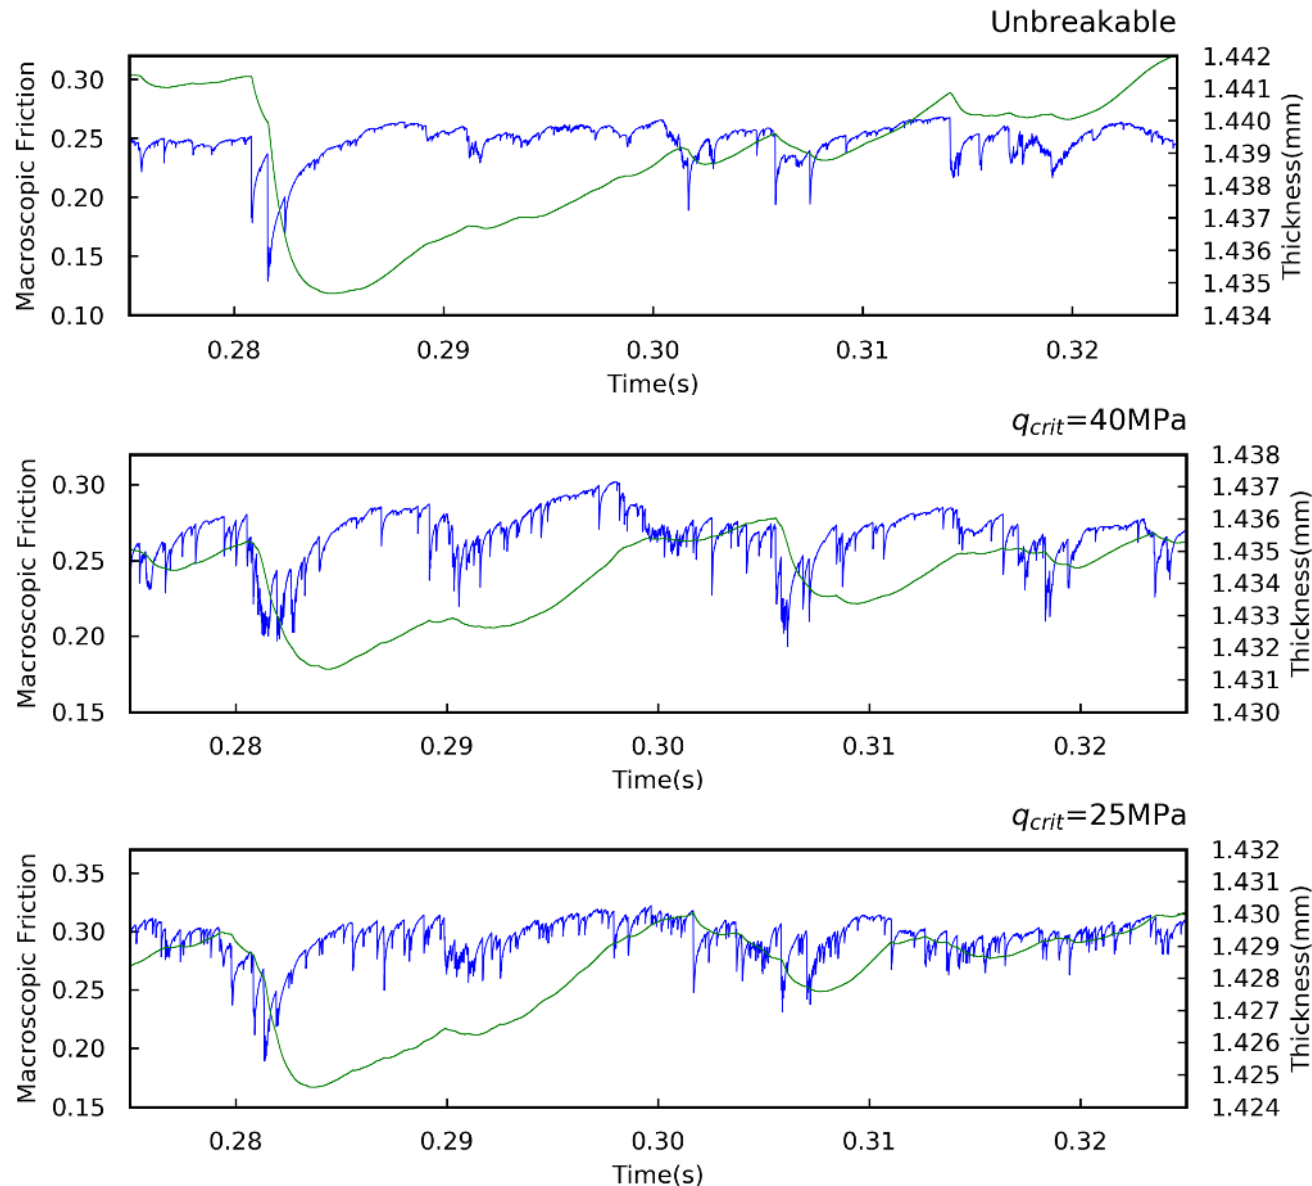 Unbreakable
Macroscopic Friction
0.30
0.25
0.20
0.15
0.10
1.442
1.441
1.440
1.439
1.438
1.437
1.436
1.435
1.434
Thickness(mm)
0.28 0.29 0.30 0.31 0.32
Time(s)
qcrit=40MPa
Macroscopic Friction
0.30
0.25
0.20
0.15
1.438
1.437
1.436
1.435
1.434
1.433
1.432
1.431
1.430
Thickness(mm)
0.28 0.29 0.30 0.31 0.32
Time(s)
qcrit=25MPa
Macroscopic Friction
0.35
0.30
0.25
0.20
0.15
1.432
1.431
1.430
1.429
1.428
1.427
1.426
1.425
1.424
Thickness(mm)
0.28 0.29 0.30 0.31 0.32
Time(s)